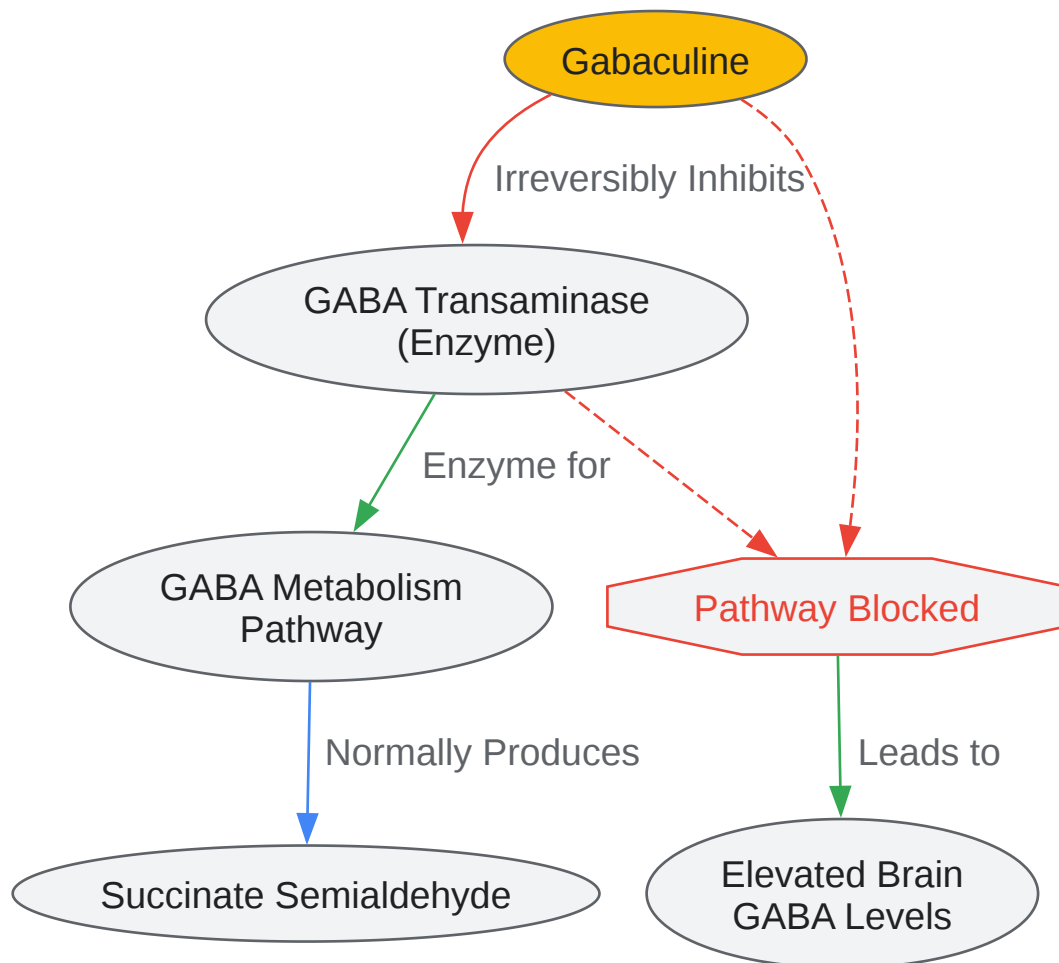 Gabaculine
Irreversibly Inhibits
GABA Transaminase
(Enzyme)
Enzyme for
GABA Metabolism
Pathway
Pathway Blocked
Normally Produces
Leads to
Succinate Semialdehyde
Elevated Brain
GABA Levels